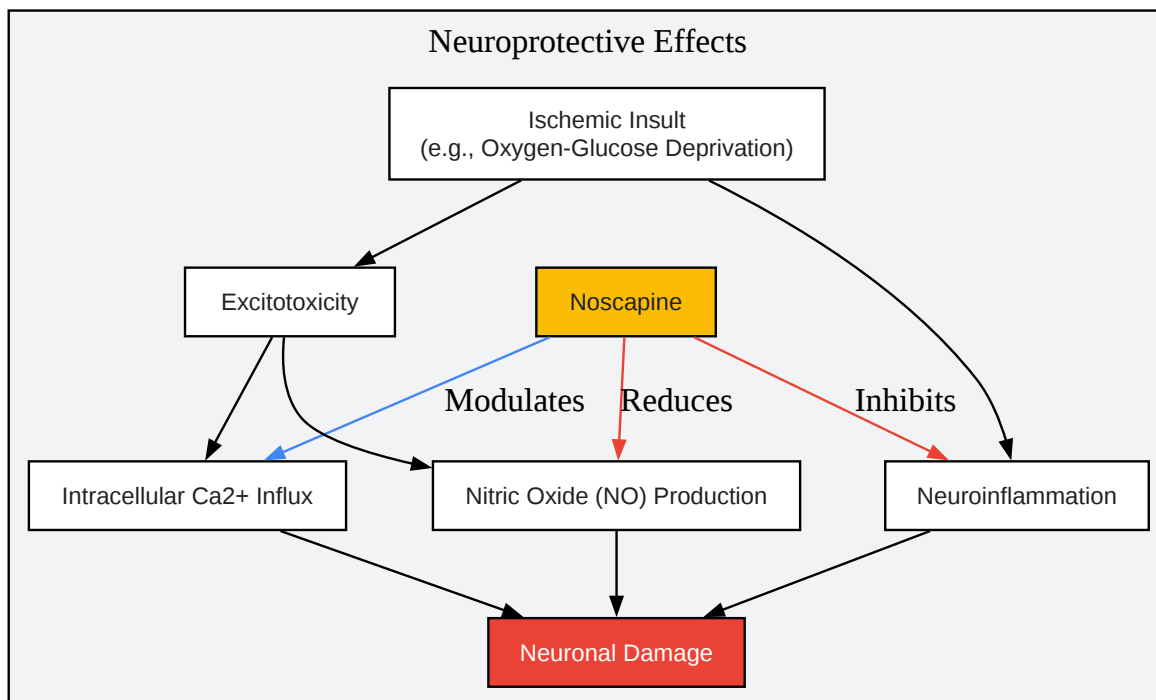 Neuroprotective Effects
Ischemic Insult
(e.g., Oxygen-Glucose Deprivation)
Excitotoxicity
Noscapine
Modulates
Reduces
Inhibits
Intracellular Ca2+ Influx
Nitric Oxide (NO) Production
Neuroinflammation
Neuronal Damage